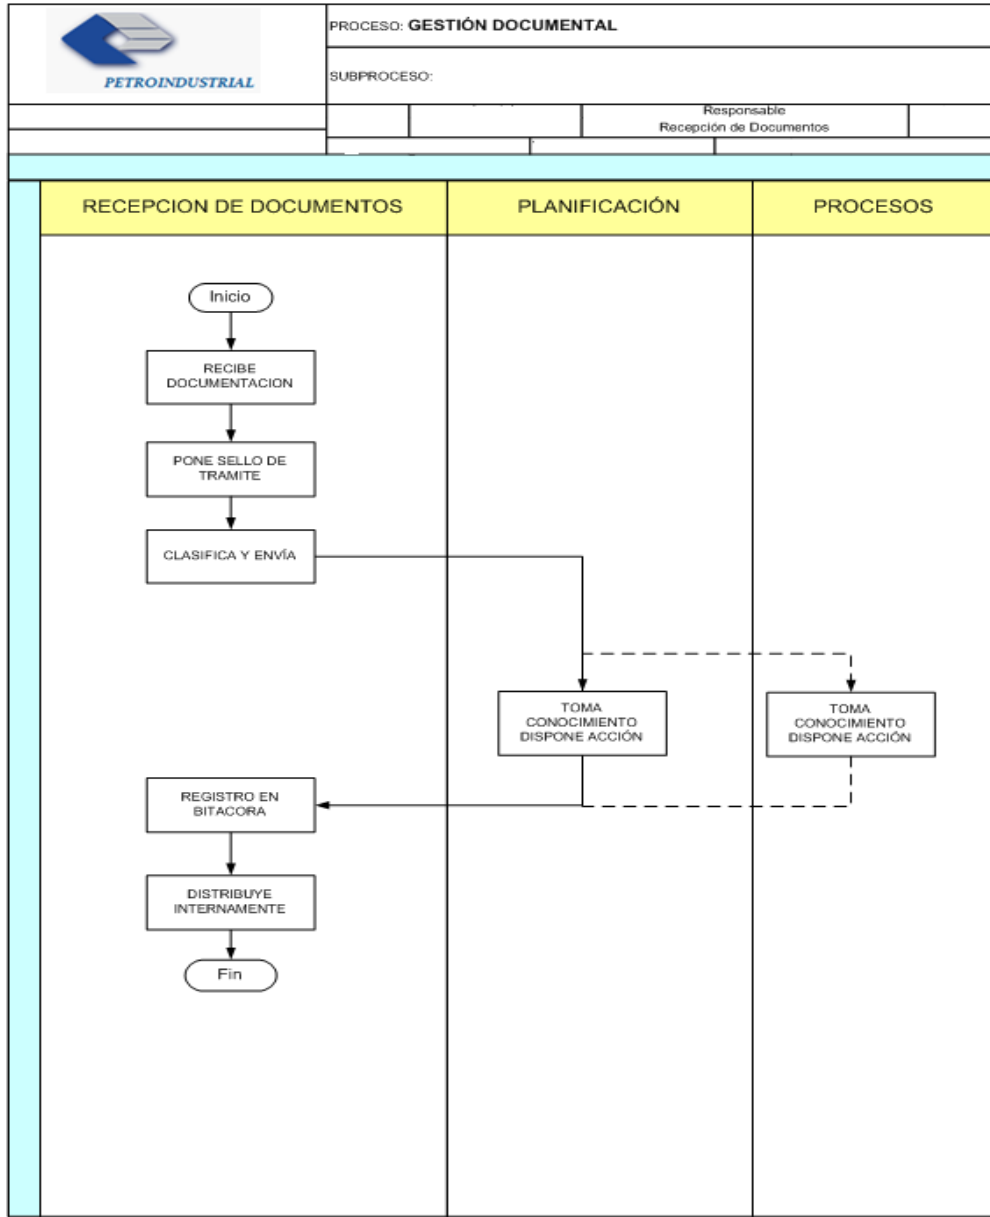 PETROINDUSTRIAL
PROCESO: GESTIÓN DOCUMENTAL
SUBPROCESO:
Responsable
Recepción de Documentos
RECEPCION DE DOCUMENTOS
PLANIFICACIÓN
PROCESOS
Inicio
RECIBE
DOCUMENTACION
PONE SELLO DE
TRAMITE
CLASIFICA Y ENVÍA
TOMA
CONOCIMIENTO
DISPONE ACCIÓN
TOMA
CONOCIMIENTO
DISPONE ACCIÓN
REGISTRO EN
BITACORA
DISTRIBUYE
INTERNAMENTE
Fin